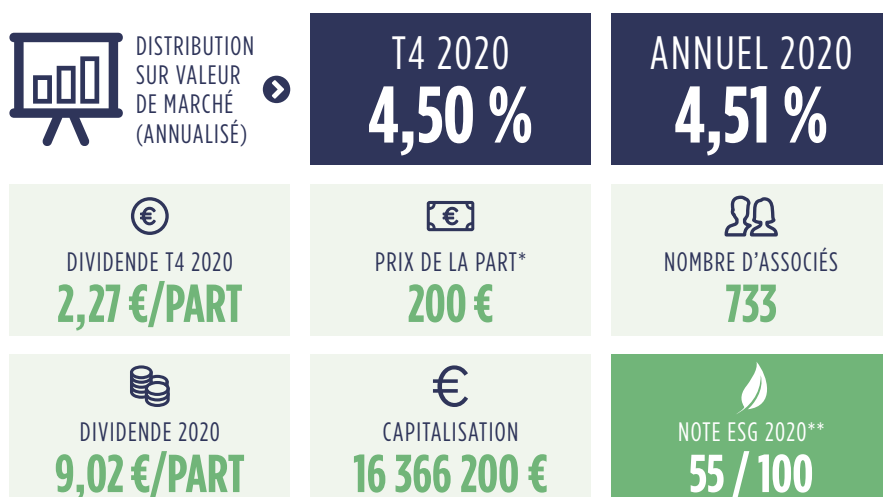 DISTRIBUTION
SUR VALEUR
DE MARCHÉ
(ANNUALISÉ)
T4 2020
4,50 %
ANNUEL 2020
4,51 %
€
DIVIDENDE T4 2020
2,27 €/PART
€
PRIX DE LA PART*
200 €
NOMBRE D'ASSOCIÉS
733
DIVIDENDE 2020
9,02 €/PART
€
CAPITALISATION
16 366 200 €
NOTE ESG 2020**
55 / 100